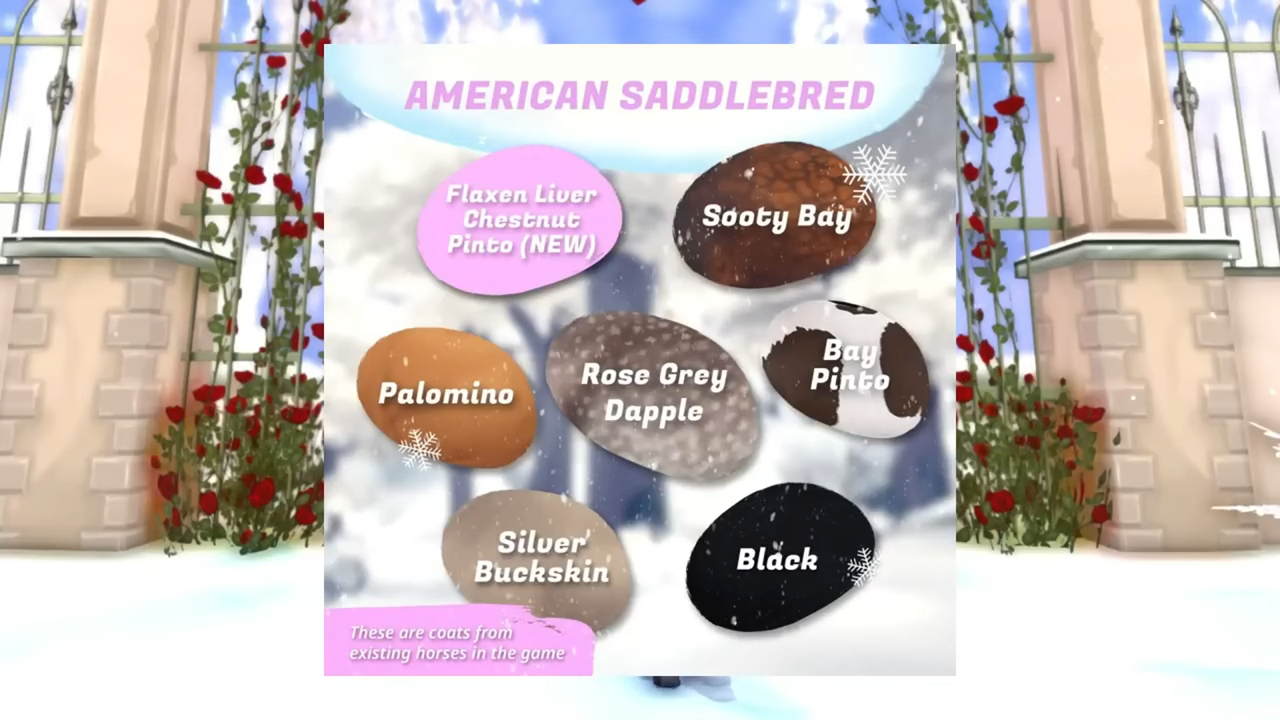 AMERICAN SADDLEBRED
Flaxen Liver
Chestnut
Pinto (NEW)
Sooty Bay
Palomino
Rose Grey
Dapple
Bay
Pinto
Silver
Buckskin
Black
These are coats from
existing horses in the game